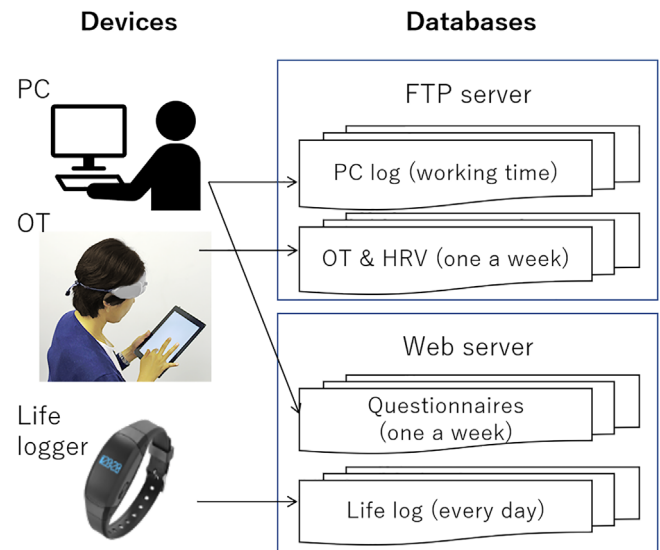 Devices
Databases
PC
FTP server
PC log (working time)
OT
OT & HRV (one a week)
Web server
Life
logger
Questionnaires
(one a week)
Life log (every day)